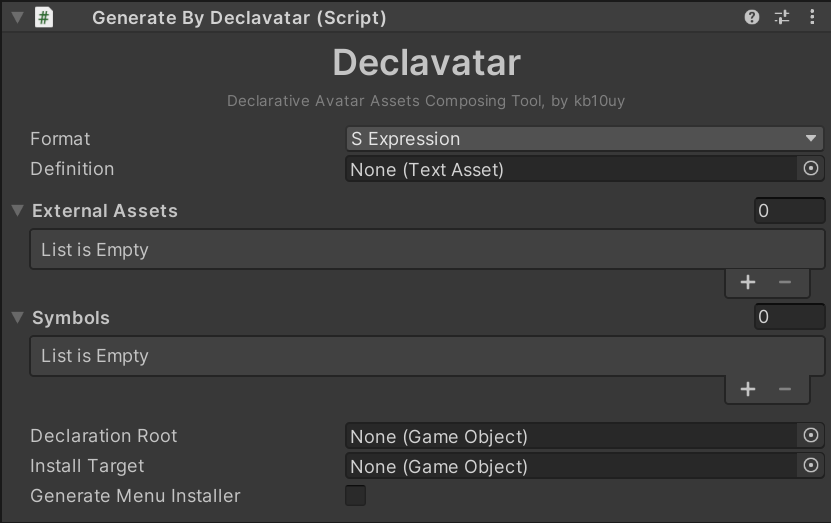 Generate By Declavatar (Script)
Declavatar
Declarative Avatar Assets Composing Tool, by kb10uy
Format S Expression
Definition None (Text Asset)
External Assets 0
List is Empty
Symbols 0
List is Empty
Declaration Root None (Game Object)
Install Target None (Game Object)
Generate Menu Installer